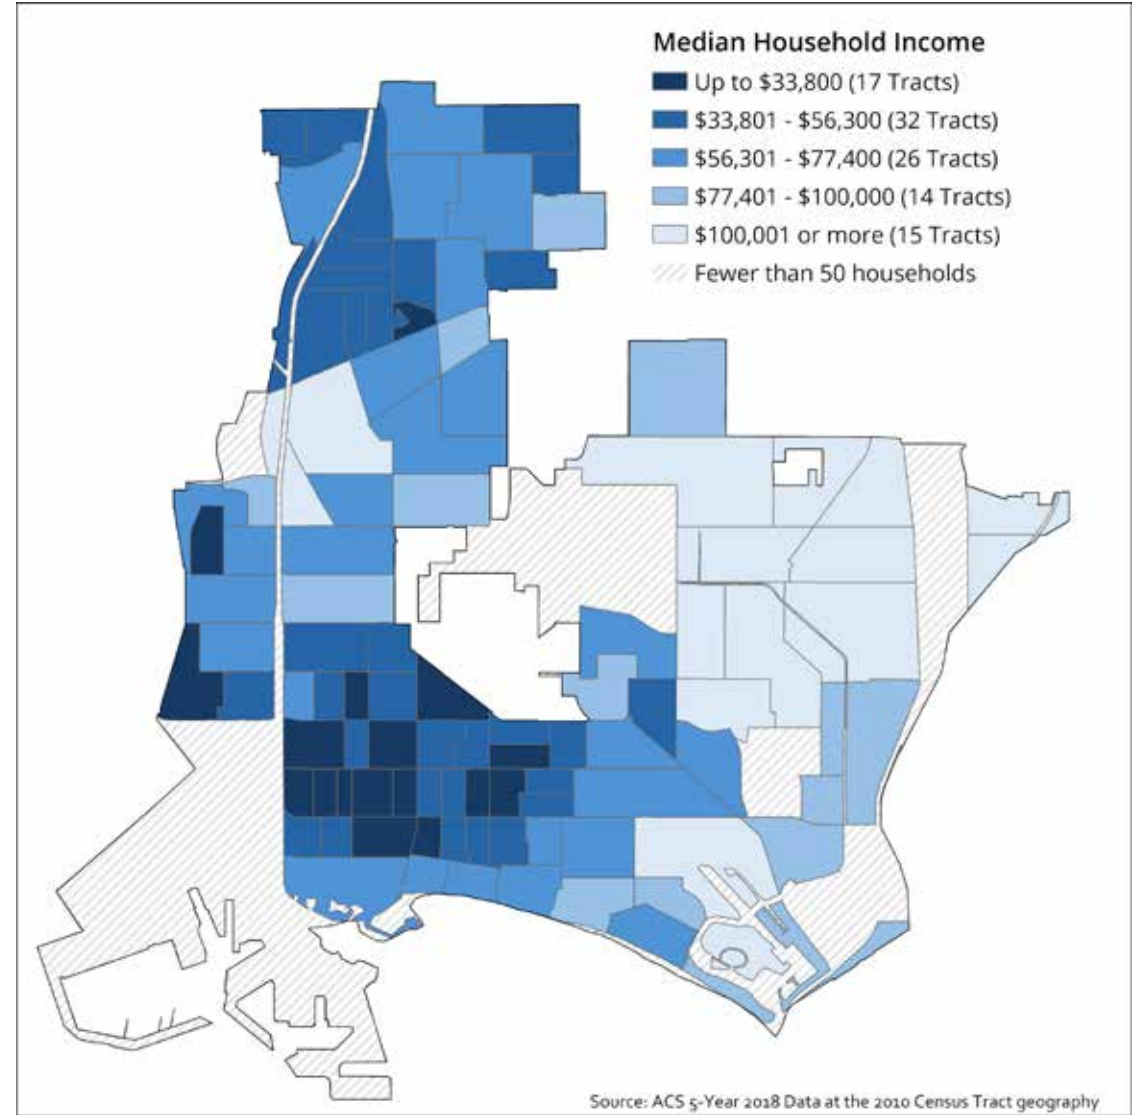 Median Household Income
Up to $33,800 (17 Tracts)
$33,801 - $56,300 (32 Tracts)
$56,301 - $77,400 (26 Tracts)
$77,401 - $100,000 (14 Tracts)
$100,001 or more (15 Tracts)
Fewer than 50 households
Source: ACS 5-Year 2018 Data at the 2010 Census Tract geography